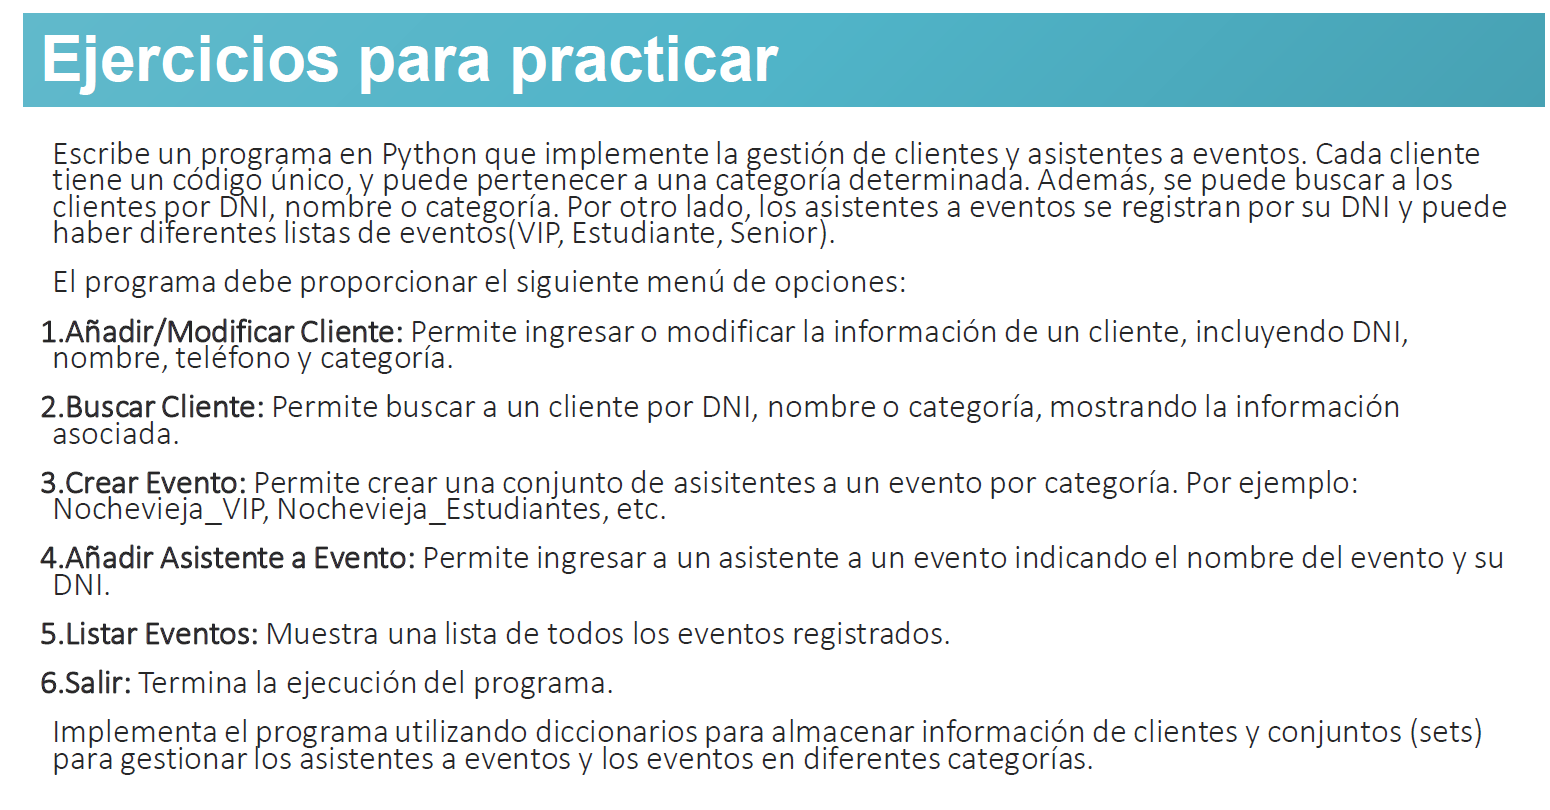 Ejercicios para practicar
Escribe un programa en Python que implemente la gestión de clientes y asistentes a eventos. Cada cliente
tiene un código único, y puede pertenecer a una categoría determinada. Además, se puede buscar a los
clientes por DNI, nombre o categoría. Por otro lado, los asistentes a eventos se registran por su DNI y puede
haber diferentes listas de eventos(VIP, Estudiante, Senior).
El programa debe proporcionar el siguiente menú de opciones:
1.Añadir/Modificar Cliente: Permite ingresar o modificar la información de un cliente, incluyendo DNI,
nombre, teléfono y categoría.
2.Buscar Cliente: Permite buscar a un cliente por DNI, nombre o categoría, mostrando la información
asociada.
3.Crear Evento: Permite crear una conjunto de asisitentes a un evento por categoría. Por ejemplo:
Nochevieja_VIP, Nochevieja_Estudiantes, etc.
4.Añadir Asistente a Evento: Permite ingresar a un asistente a un evento indicando el nombre del evento y su
DNI.
5.Listar Eventos: Muestra una lista de todos los eventos registrados.
6.Salir: Termina la ejecución del programa.
Implementa el programa utilizando diccionarios para almacenar información de clientes y conjuntos (sets)
para gestionar los asistentes a eventos y los eventos en diferentes categorías.